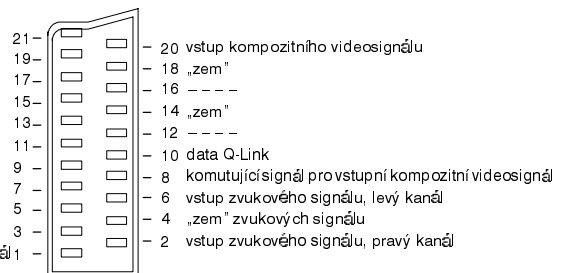 21 –
– 20 vstup kompozitního videosignálu
19 –
– 18 „zem”
17 –
– 16 – – – –
15 –
– 14 „zem”
13 –
– 12 – – – –
11 –
– 10 data Q-Link
9 –
– 8 komutující signál pro vstupní kompozitní videosignál
7 –
– 6 vstup zvukového signálu, levý kanál
5 –
– 4 „zem” zvukových signálu
3 –
– 2 vstup zvukového signálu, pravý kanál
1 –